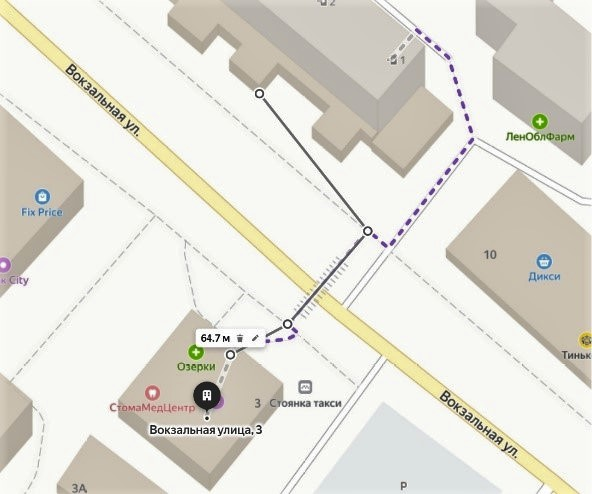 2
1
Вокзальная ул.
ЛенОблФарм
Fix Price
10
Дикси
City
64.7 м
Озерки
Тиньк
СтомаМедЦентр
3
Стоянка такси
Вокзальная улица, 3
Вокзальная ул.
3А
P